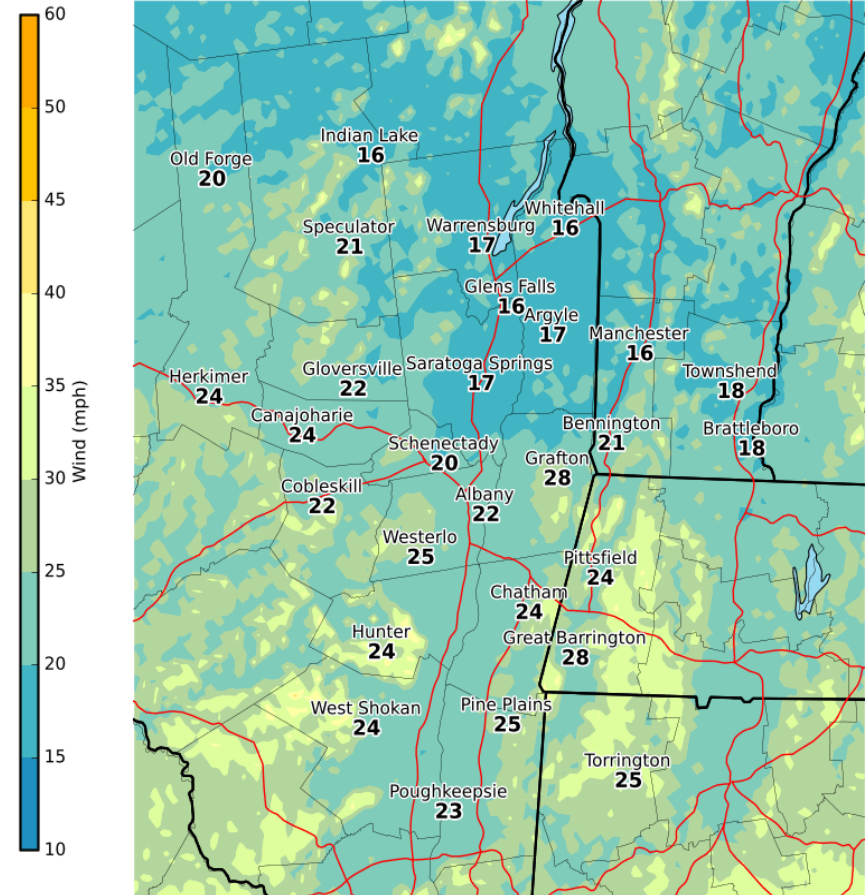 60
50
45
40
35
30
25
20
15
10
Wind (mph)
Indian Lake
16
Old Forge
20
Whitehall
16
Speculator
21
Warrensburg
17
Glens Falls
16
Argyle
17
Manchester
16
Saratoga Springs
17
Gloversville
22
Herkimer
24
Townshend
18
Canajoharie
24
Bennington
21
Brattleboro
18
Schenectady
20
Grafton
28
Cobleskill
22
Albany
22
Westerlo
25
Pittsfield
24
Chatham
24
Hunter
24
Great Barrington
28
West Shokan
24
Pine Plains
25
Torrington
25
Poughkeepsie
23